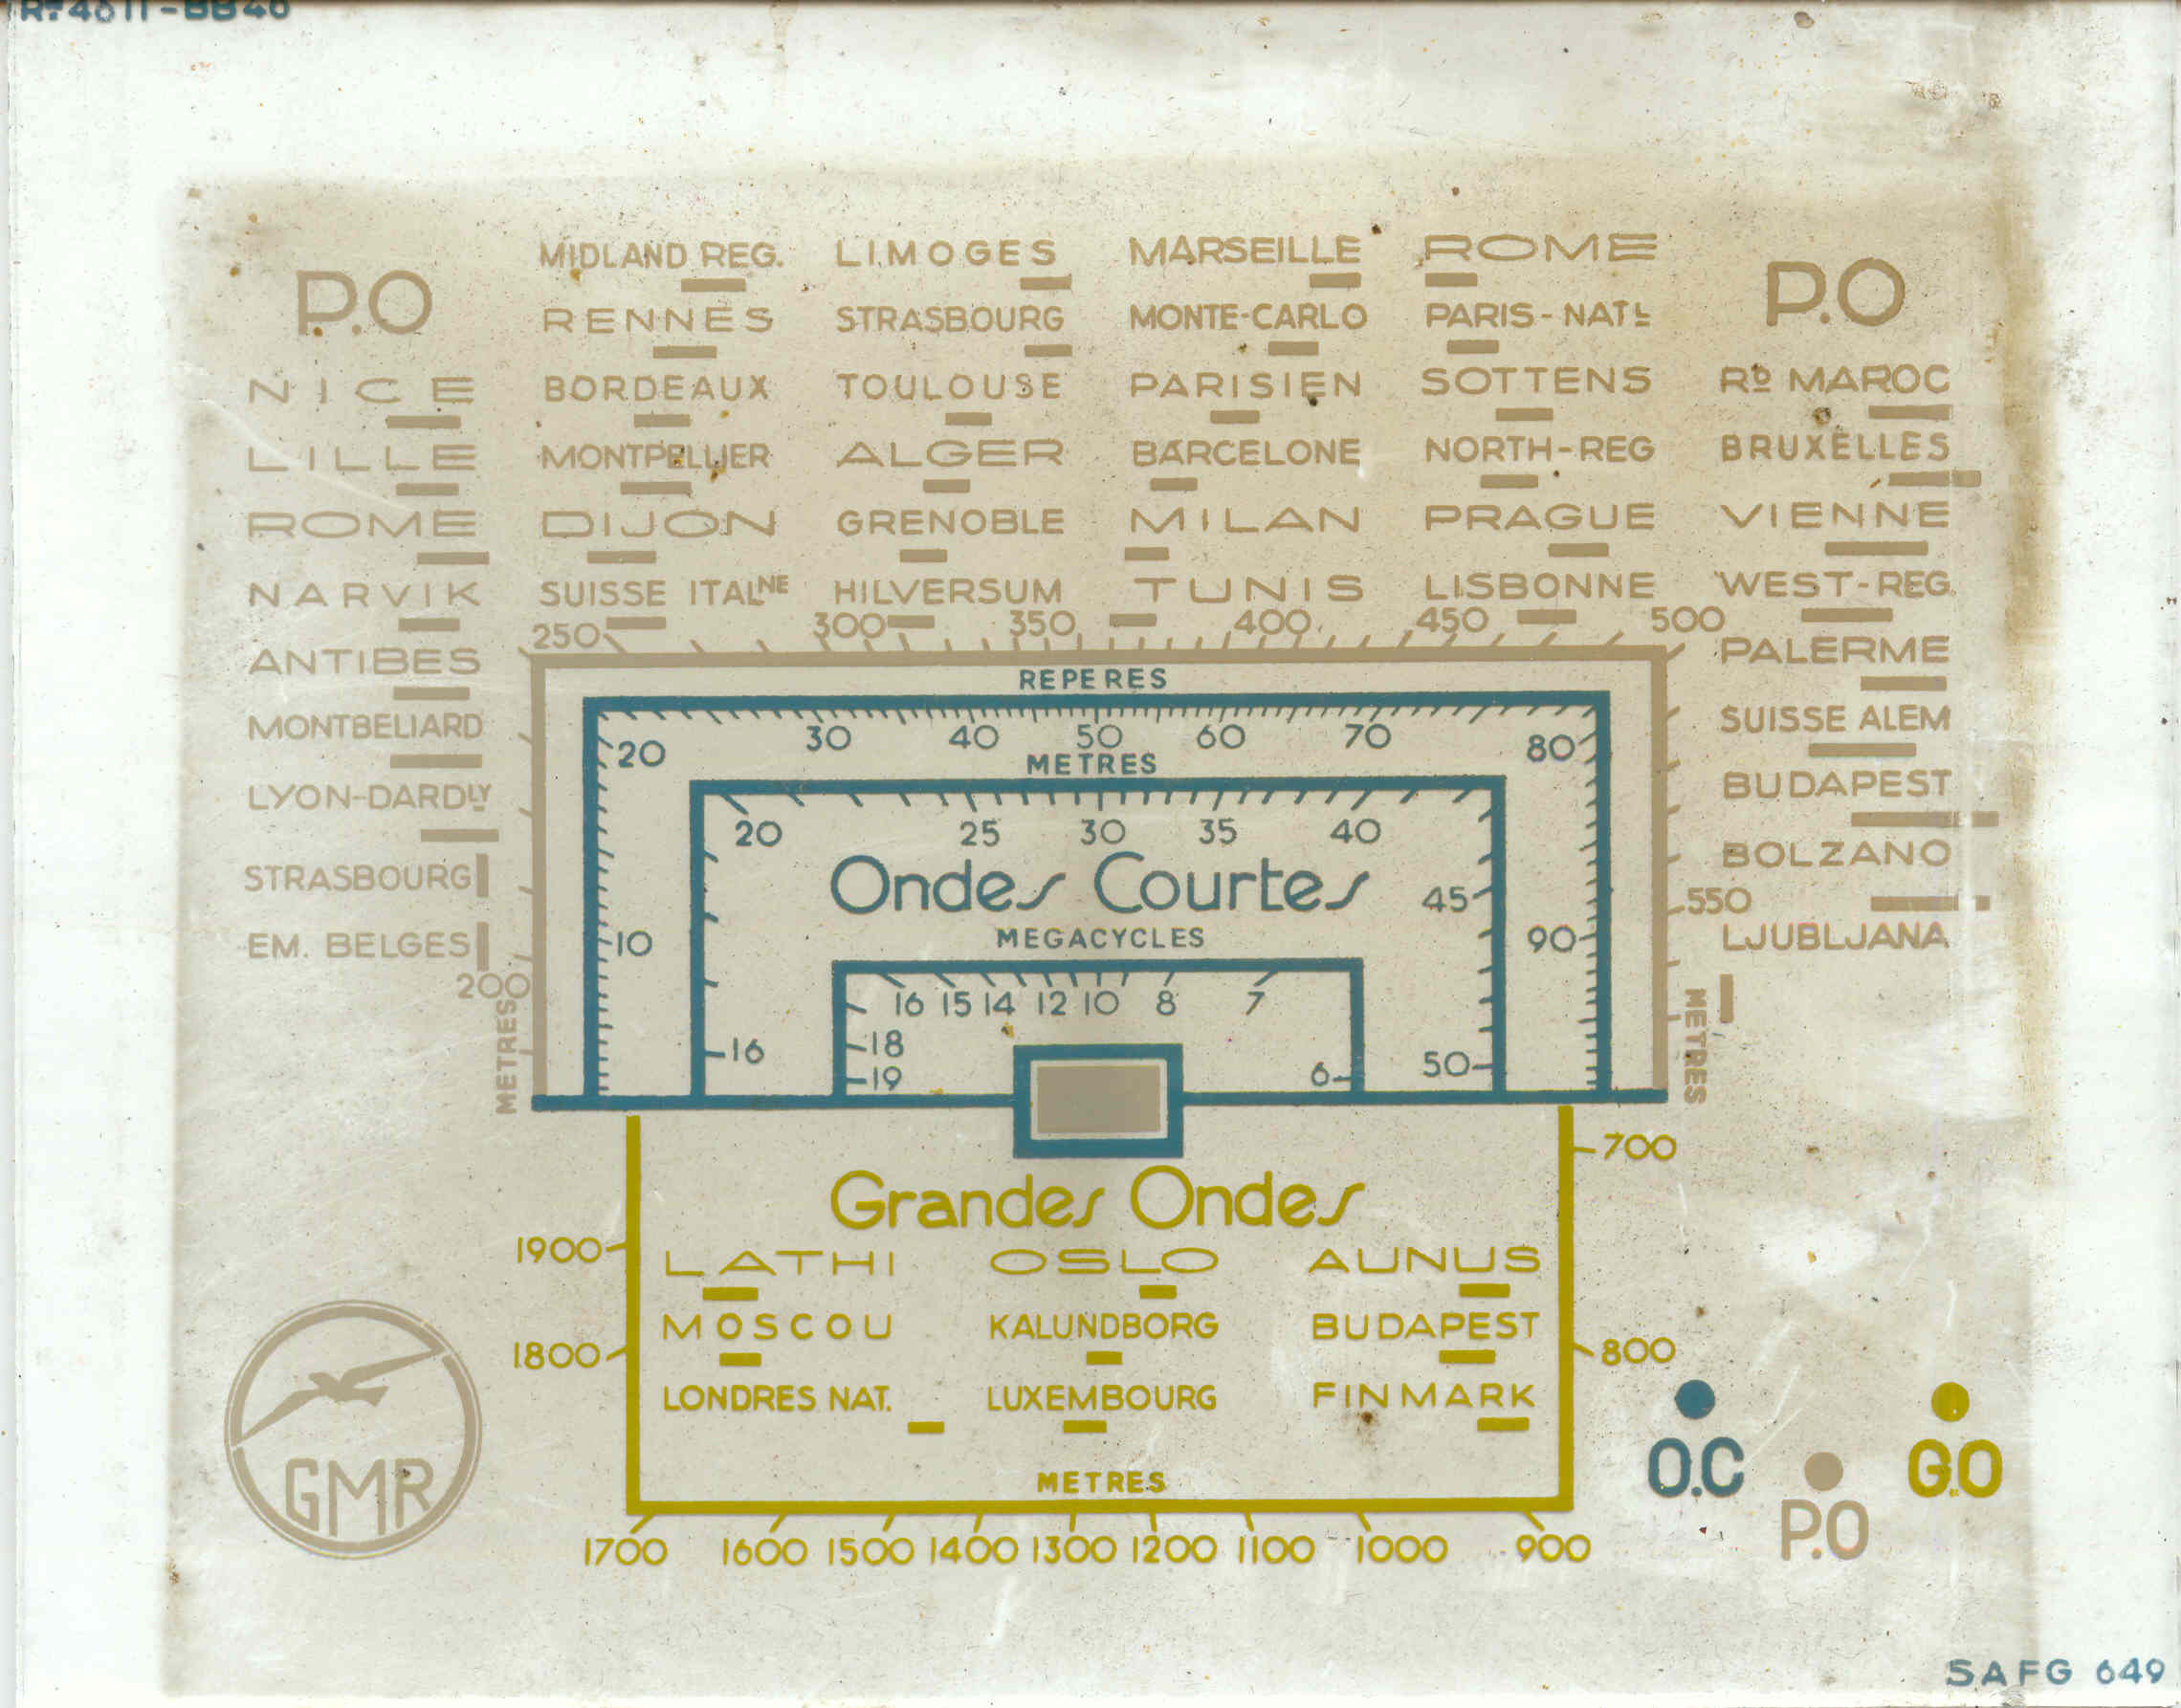 P.O
NICE
LILLE
ROME
NARVIK
ANTIBES
MONTBELIARD
LYON-DARDLY
STRASBOURG
EM. BELGES
200
METRES
MIDLAND REG.
RENNES
BORDEAUX
MONTPELLIER
DIJON
SUISSE ITALNE
LIMOGES
STRASBOURG
TOULOUSE
ALGER
GRENOBLE
HILVERSUM
MARSEILLE
MONTE-CARLO
PARISIEN
BARCELONE
MILAN
TUNIS
ROME
PARIS-NATL
SOTTENS
NORTH-REG
PRAGUE
LISBONNE
P.O
RD MAROC
BRUXELLES
VIENNE
WEST-REG.
PALERME
SUISSE ALEM
BUDAPEST
BOLZANO
550
LJUBLJANA
METRES
250 300 350 400 450 500
REPERES
20 30 40 50 60 70 80
METRES
20 25 30 35 40
Ondes Courtes
45
10
MEGACYCLES
90
16 15 14 12 10 8 7
16
18
19
6
50
Grandes Ondes
700
1900
LATHI OSLO AUNUS
MOSCOU KALUNDBORG BUDAPEST
1800
800
LONDRES NAT. LUXEMBOURG FINMARK
METRES
1700 1600 1500 1400 1300 1200 1100 1000 900
GMR
O.C
P.O
G.O
SAFG 649